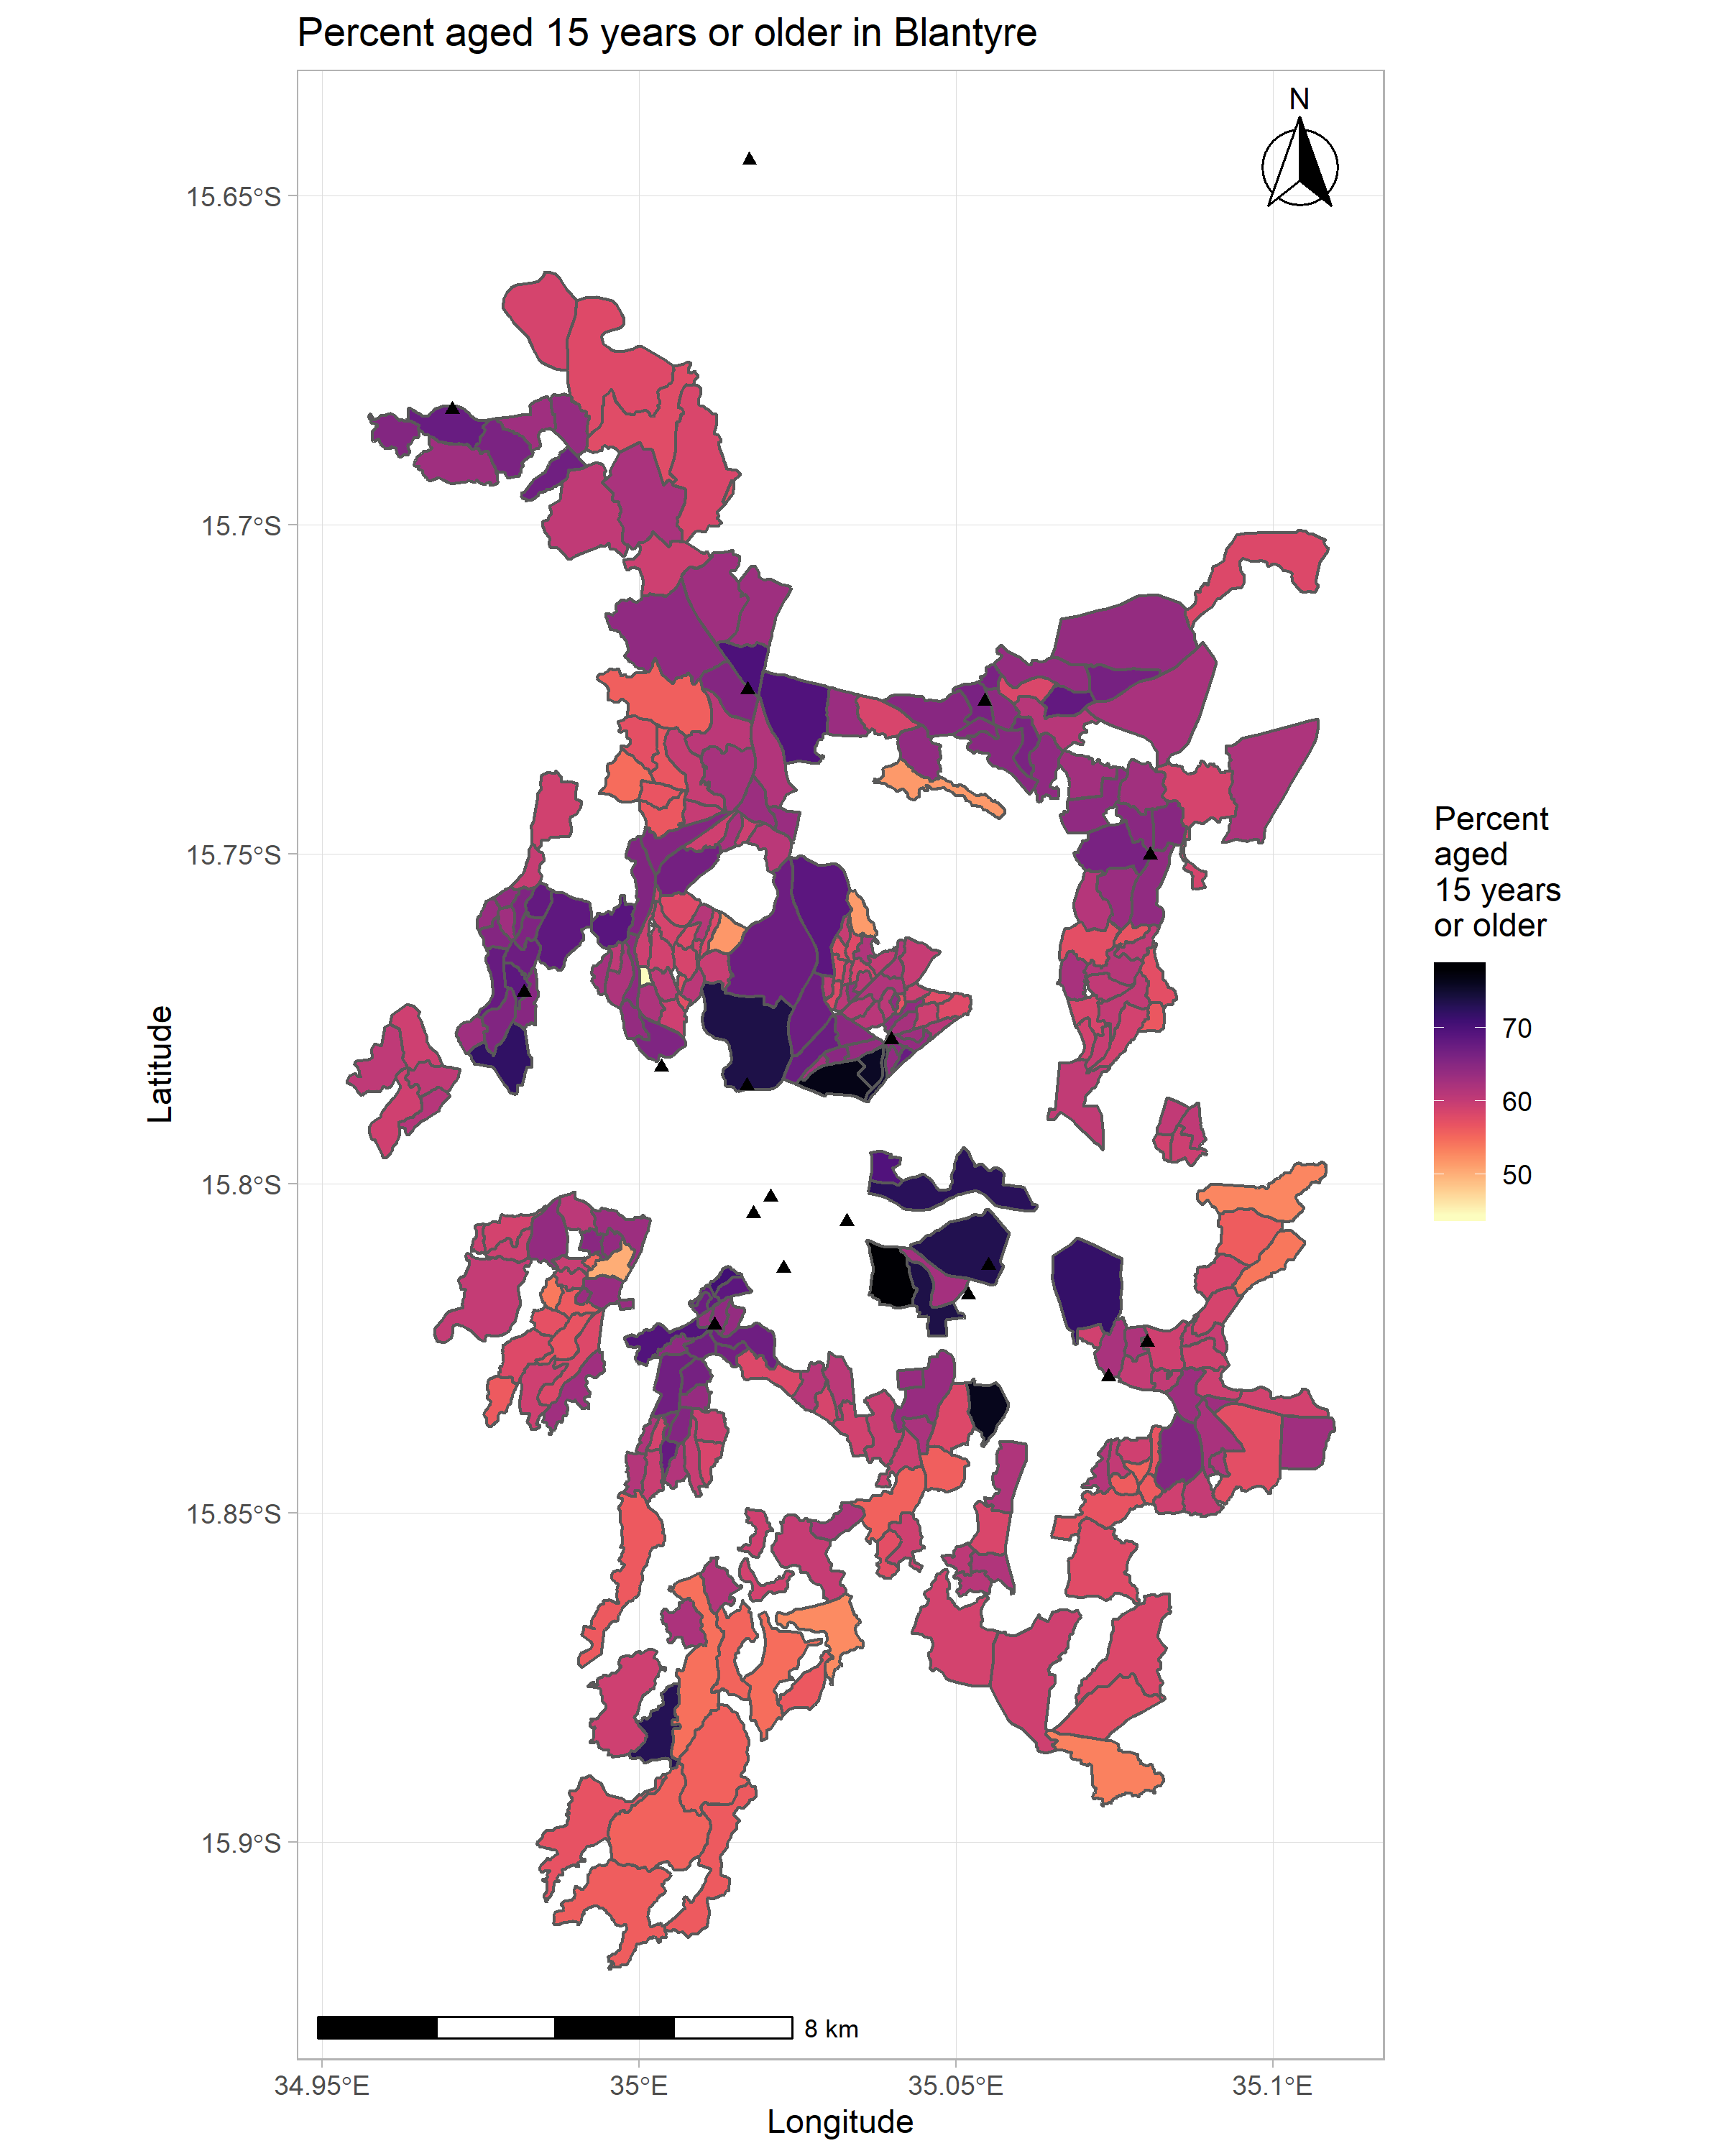 Percent aged 15 years or older in Blantyre
N
15.65°S
15.7°S
15.75°S
15.8°S
15.85°S
15.9°S
Latitude
8 km
34.95°E
35°E
35.05°E
35.1°E
Longitude
Percent
aged
15 years
or older
70
60
50